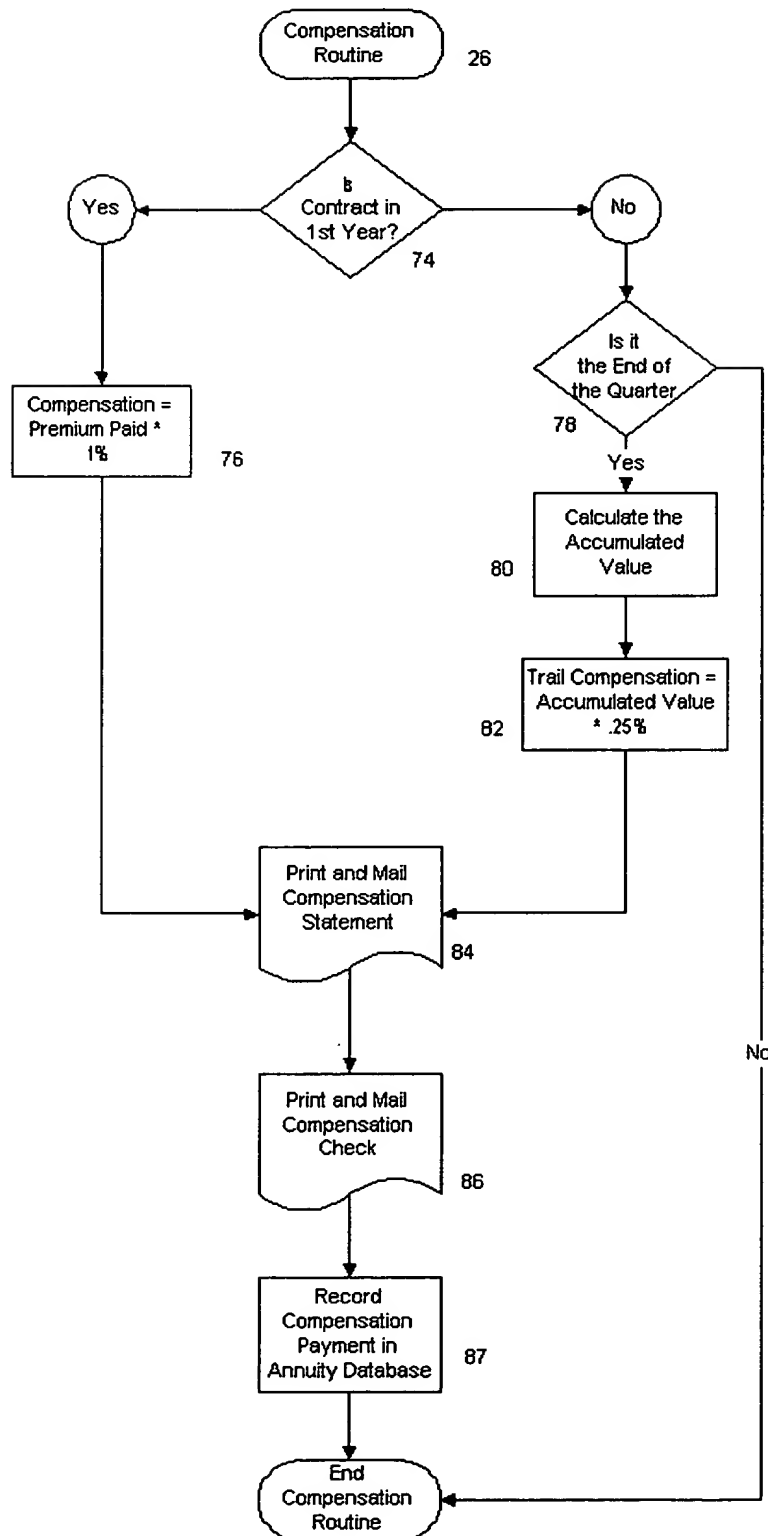 Compensation
Routine
26
Is
Contract in
1st Year?
74
Yes
No
Is it
the End of
the Quarter
78
Compensation =
Premium Paid *
1%
76
Yes
Calculate the
Accumulated
Value
80
Trail Compensation =
Accumulated Value
* .25%
82
Print and Mail
Compensation
Statement
84
No
Print and Mail
Compensation
Check
86
Record
Compensation
Payment in
Annuity Database
87
End
Compensation
Routine